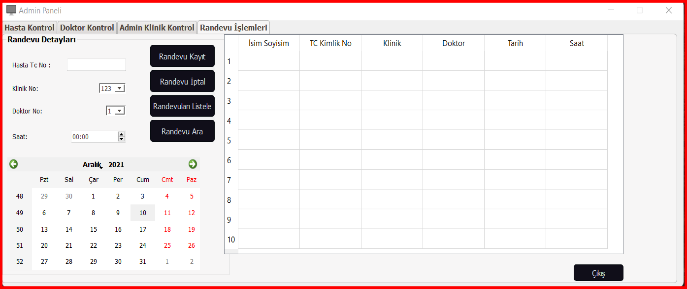 Admin Paneli
Hasta Kontrol Doktor Kontrol Admin Klinik Kontrol Randevu İşlemleri
Randevu Detayları
Hasta Tc No :
Klinik No: 123
Doktor No: 1
Saat: 00:00
Randevu Kayıt
Randevu İptal
Randevuları Listele
Randevu Ara
Aralık, 2021
Pzt Sal Çar Per Cum Cmt Paz
48 29 30 1 2 3 4 5
49 6 7 8 9 10 11 12
50 13 14 15 16 17 18 19
51 20 21 22 23 24 25 26
52 27 28 29 30 31 1 2
İsim Soyisim TC Kimlik No Klinik Doktor Tarih Saat
1
2
3
4
5
6
7
8
9
10
Çıkış